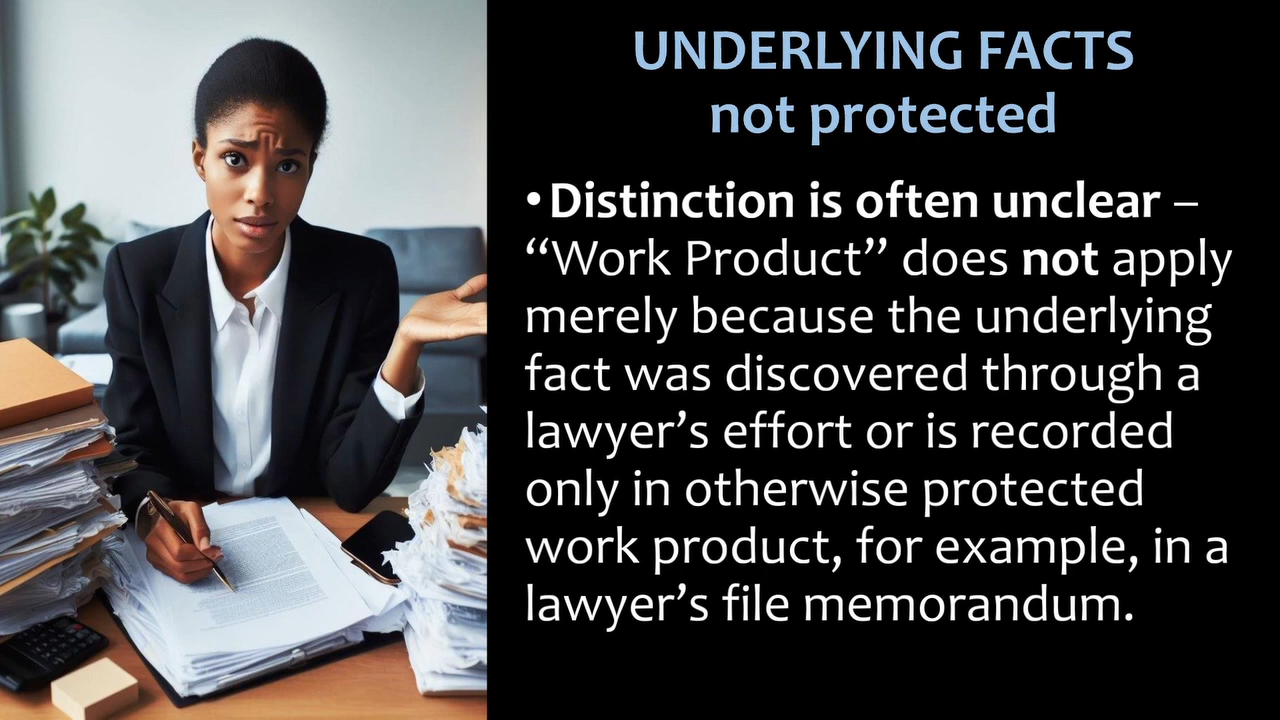 UNDERLYING FACTS
not protected
•Distinction is often unclear –
“Work Product” does not apply
merely because the underlying
fact was discovered through a
lawyer’s effort or is recorded
only in otherwise protected
work product, for example, in a
lawyer’s file memorandum.